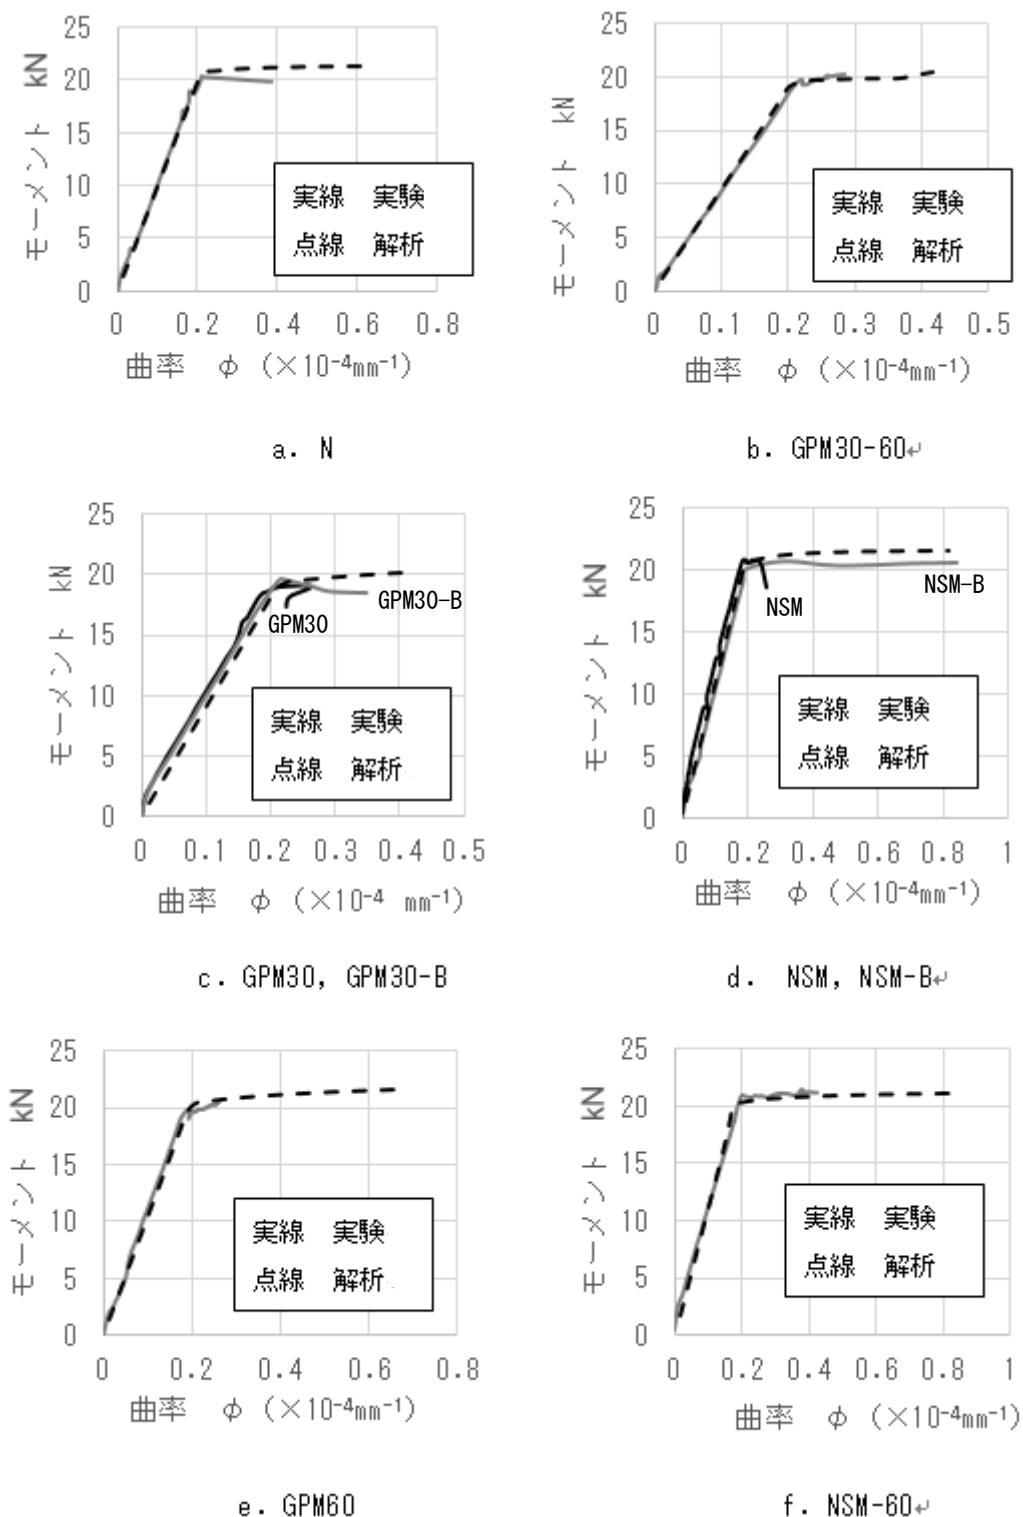 25
20
15
10
5
0
モーメント kN
実線 実験
点線 解析
0 0.2 0.4 0.6 0.8
曲率 φ (×10⁻⁴mm⁻¹)
a. N
25
20
15
10
5
0
モーメント kN
実線 実験
点線 解析
0 0.1 0.2 0.3 0.4 0.5
曲率 φ (×10⁻⁴mm⁻¹)
b. GPM30-60↵
25
20
15
10
5
0
モーメント kN
GPM30-B
GPM30
実線 実験
点線 解析
0 0.1 0.2 0.3 0.4 0.5
曲率 φ (×10⁻⁴ mm⁻¹)
c. GPM30, GPM30-B
25
20
15
10
5
0
モーメント kN
NSM-B
NSM
実線 実験
点線 解析
0 0.2 0.4 0.6 0.8 1
曲率 φ (×10⁻⁴mm⁻¹)
d. NSM, NSM-B↵
25
20
15
10
5
0
モーメント kN
実線 実験
点線 解析
0 0.2 0.4 0.6 0.8
曲率 φ (×10⁻⁴mm⁻¹)
e. GPM60
25
20
15
10
5
0
モーメント kN
実線 実験
点線 解析
0 0.2 0.4 0.6 0.8 1
曲率 φ (×10⁻⁴mm⁻¹)
f. NSM-60↵